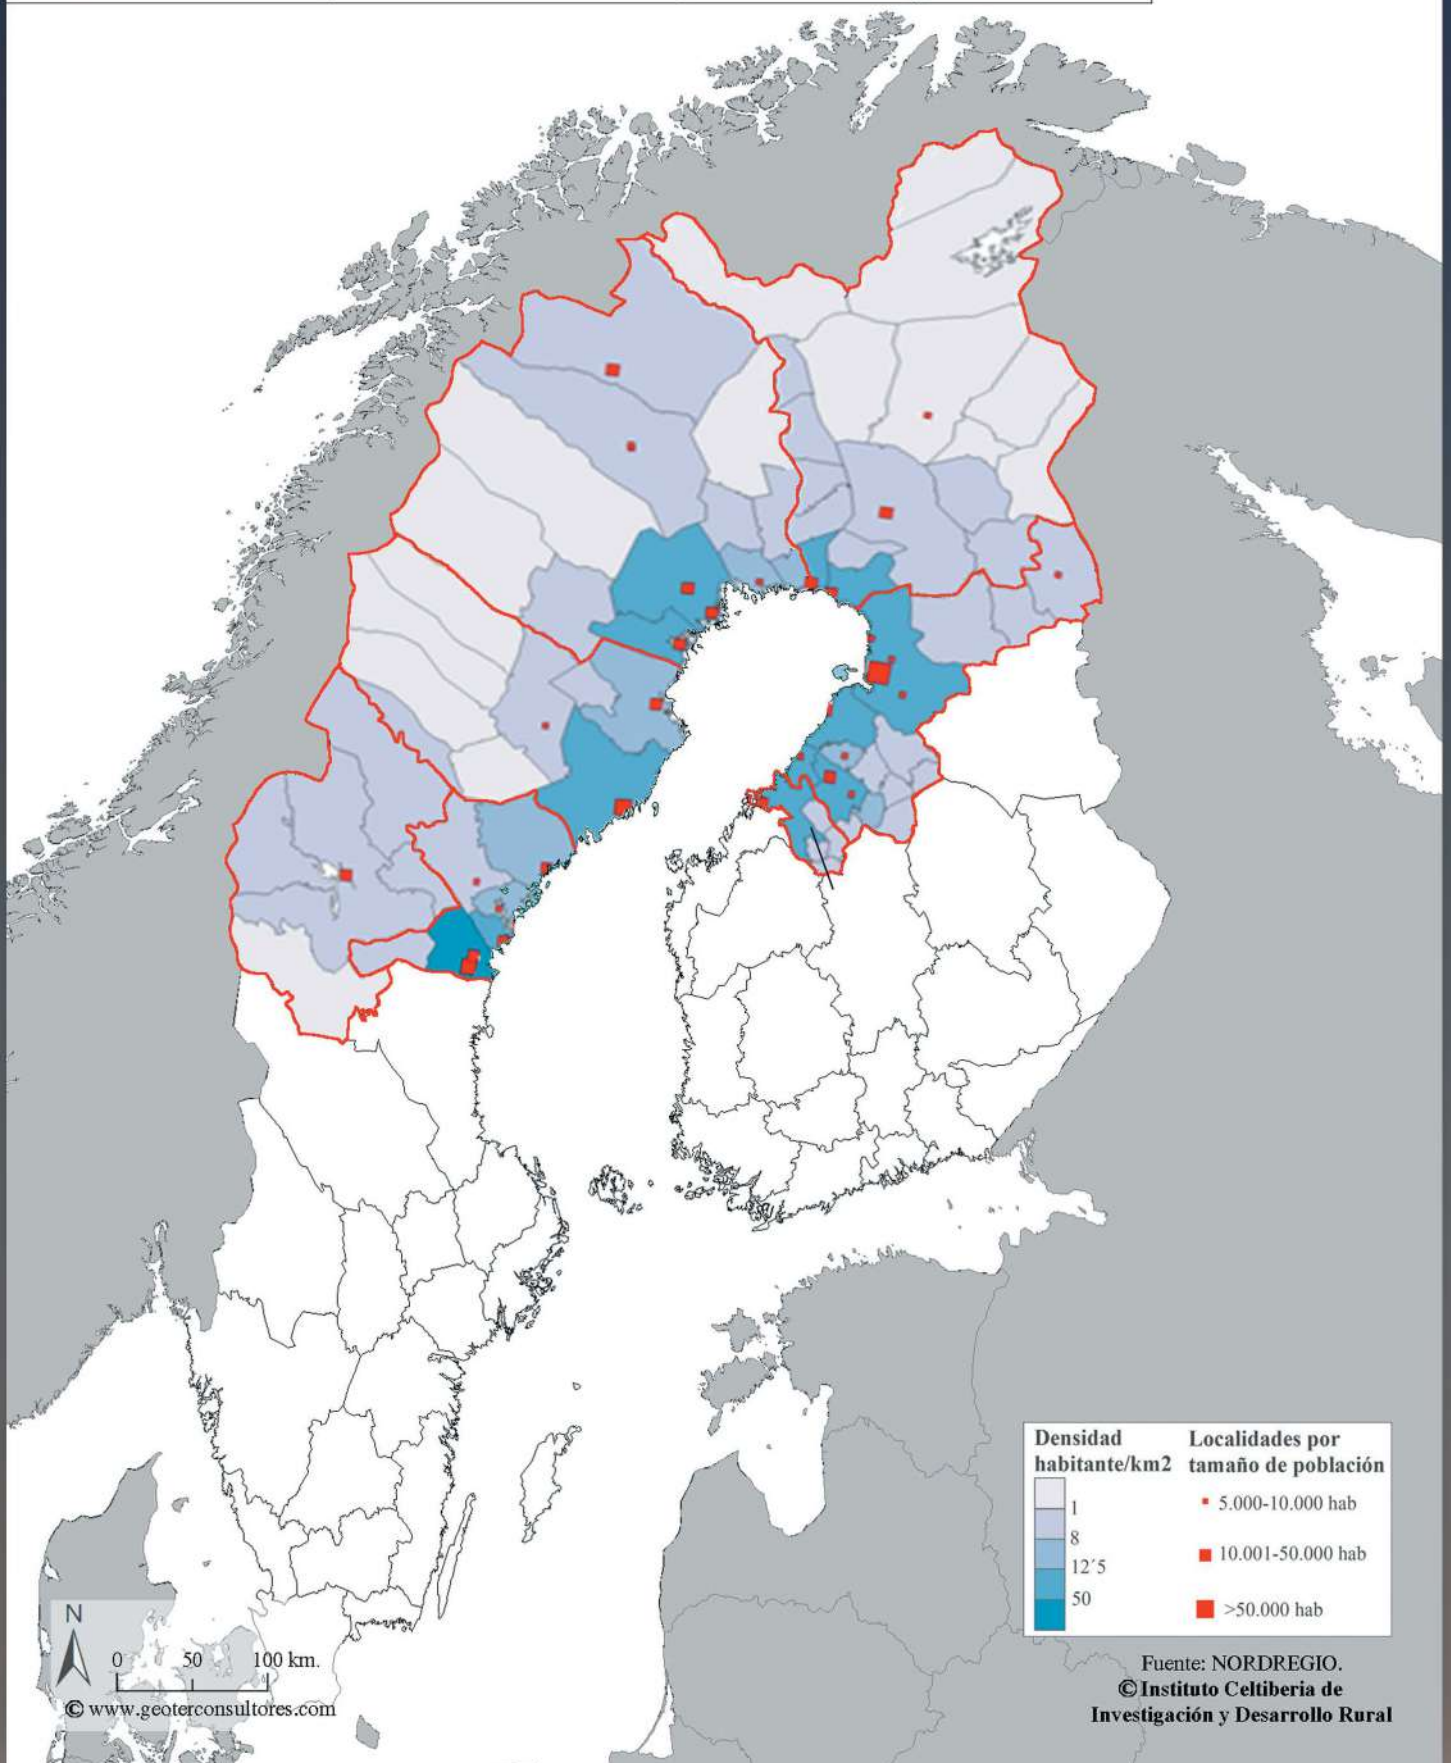 Densidad
habitante/km2
1
8
12´5
50
Localidades por
tamaño de población
5.000-10.000 hab
10.001-50.000 hab
>50.000 hab
N
0 50 100 km.
© www.geoterconsultores.com
Fuente: NORDREGIO.
© Instituto Celtiberia de
Investigación y Desarrollo Rural